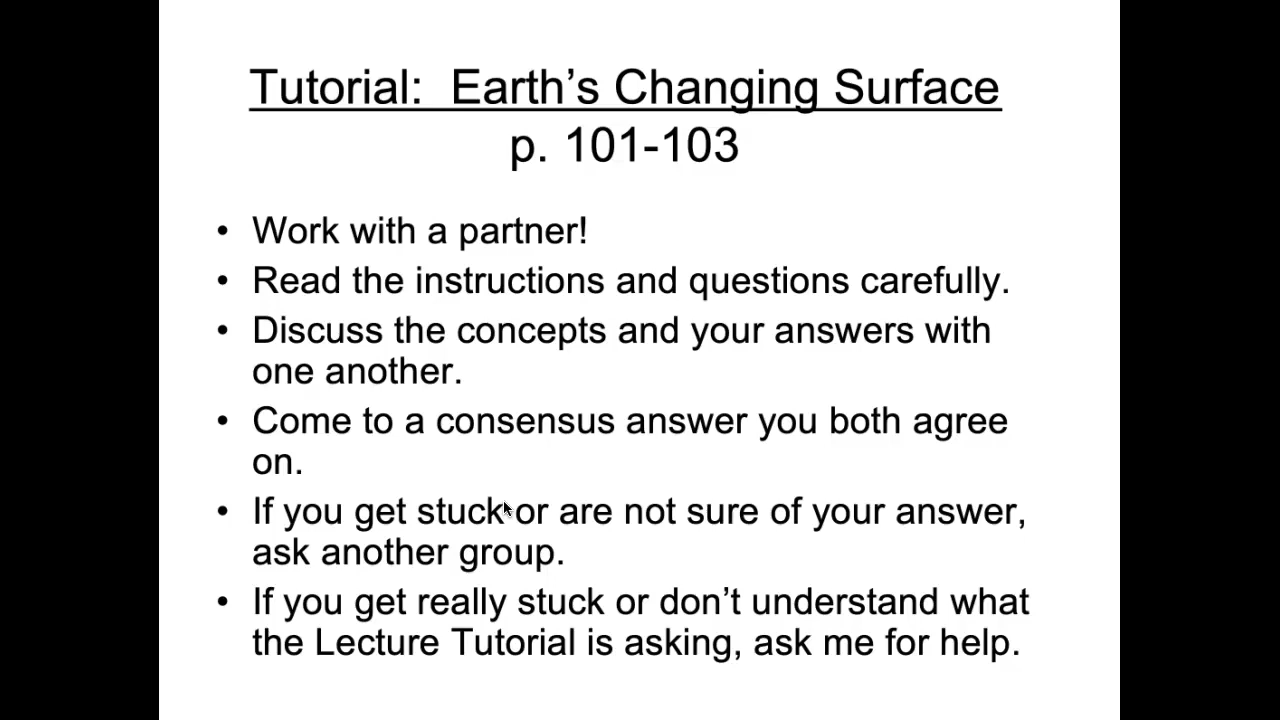 Tutorial:  Earth’s Changing Surface
p. 101-103
• Work with a partner!
• Read the instructions and questions carefully.
• Discuss the concepts and your answers with
one another.
• Come to a consensus answer you both agree
on.
• If you get stuck or are not sure of your answer,
ask another group.
• If you get really stuck or don’t understand what
the Lecture Tutorial is asking, ask me for help.